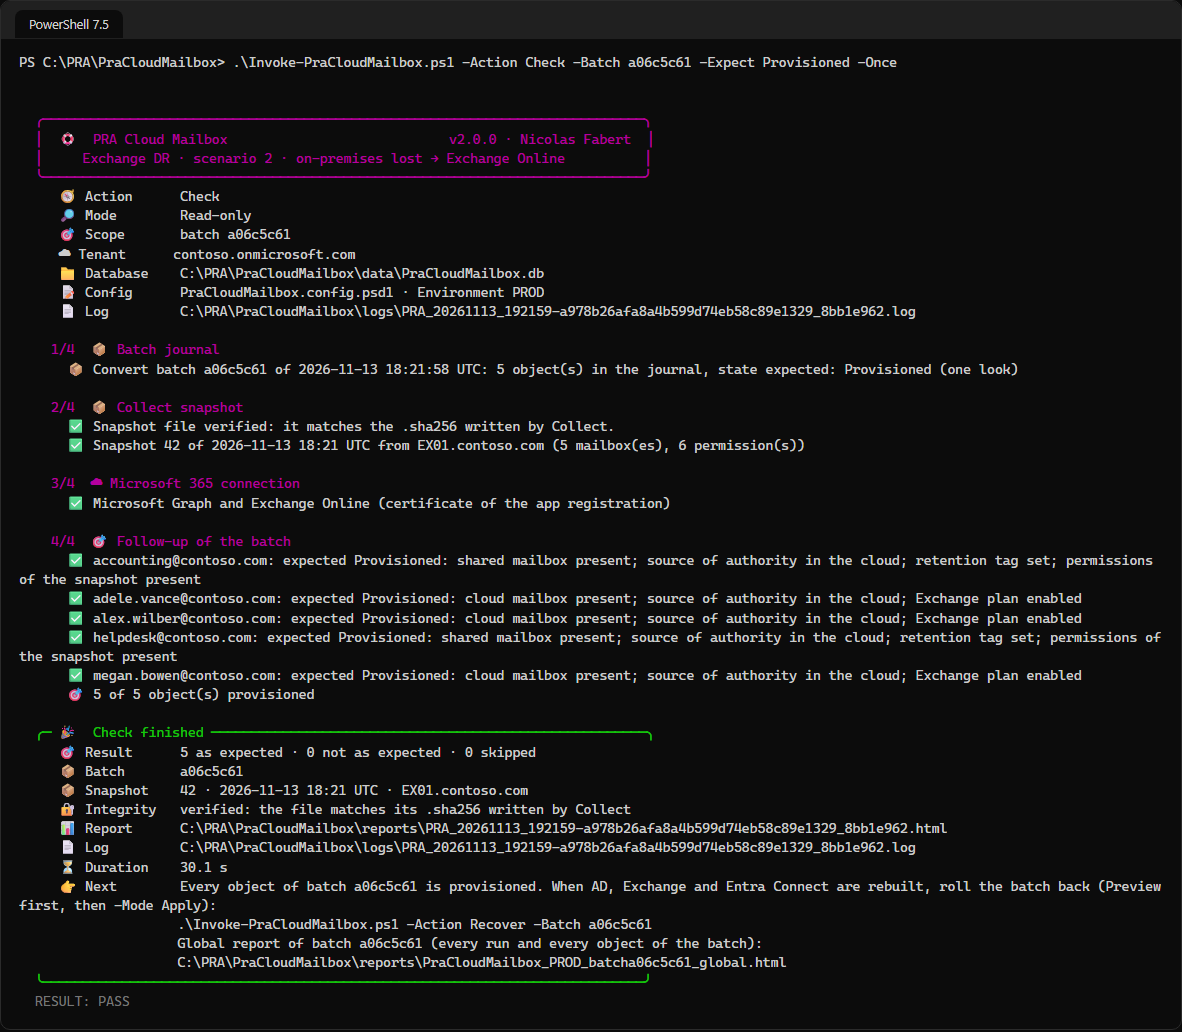 PowerShell 7.5
PS C:\PRA\PraCloudMailbox> .\Invoke-PraCloudMailbox.ps1 -Action Check -Batch a06c5c61 -Expect Provisioned -Once
PRA Cloud Mailbox v2.0.0 · Nicolas Fabert
Exchange DR · scenario 2 · on-premises lost → Exchange Online
Action Check
Mode Read-only
Scope batch a06c5c61
Tenant contoso.onmicrosoft.com
Database C:\PRA\PraCloudMailbox\data\PraCloudMailbox.db
Config PraCloudMailbox.config.psd1 · Environment PROD
Log C:\PRA\PraCloudMailbox\logs\PRA_20261113_192159-a978b26afa8a4b599d74eb58c89e1329_8bb1e962.log
1/4 Batch journal
Convert batch a06c5c61 of 2026-11-13 18:21:58 UTC: 5 object(s) in the journal, state expected: Provisioned (one look)
2/4 Collect snapshot
Snapshot file verified: it matches the .sha256 written by Collect.
Snapshot 42 of 2026-11-13 18:21 UTC from EX01.contoso.com (5 mailbox(es), 6 permission(s))
3/4 Microsoft 365 connection
Microsoft Graph and Exchange Online (certificate of the app registration)
4/4 Follow-up of the batch
accounting@contoso.com: expected Provisioned: shared mailbox present; source of authority in the cloud; retention tag set; permissions
of the snapshot present
adele.vance@contoso.com: expected Provisioned: cloud mailbox present; source of authority in the cloud; Exchange plan enabled
alex.wilber@contoso.com: expected Provisioned: cloud mailbox present; source of authority in the cloud; Exchange plan enabled
helpdesk@contoso.com: expected Provisioned: shared mailbox present; source of authority in the cloud; retention tag set; permissions of
the snapshot present
megan.bowen@contoso.com: expected Provisioned: cloud mailbox present; source of authority in the cloud; Exchange plan enabled
5 of 5 object(s) provisioned
Check finished
Result 5 as expected · 0 not as expected · 0 skipped
Batch a06c5c61
Snapshot 42 · 2026-11-13 18:21 UTC · EX01.contoso.com
Integrity verified: the file matches its .sha256 written by Collect
Report C:\PRA\PraCloudMailbox\reports\PRA_20261113_192159-a978b26afa8a4b599d74eb58c89e1329_8bb1e962.html
Log C:\PRA\PraCloudMailbox\logs\PRA_20261113_192159-a978b26afa8a4b599d74eb58c89e1329_8bb1e962.log
Duration 30.1 s
Next Every object of batch a06c5c61 is provisioned. When AD, Exchange and Entra Connect are rebuilt, roll the batch back (Preview
first, then -Mode Apply):
.\Invoke-PraCloudMailbox.ps1 -Action Recover -Batch a06c5c61
Global report of batch a06c5c61 (every run and every object of the batch):
C:\PRA\PraCloudMailbox\reports\PraCloudMailbox_PROD_batcha06c5c61_global.html
RESULT: PASS